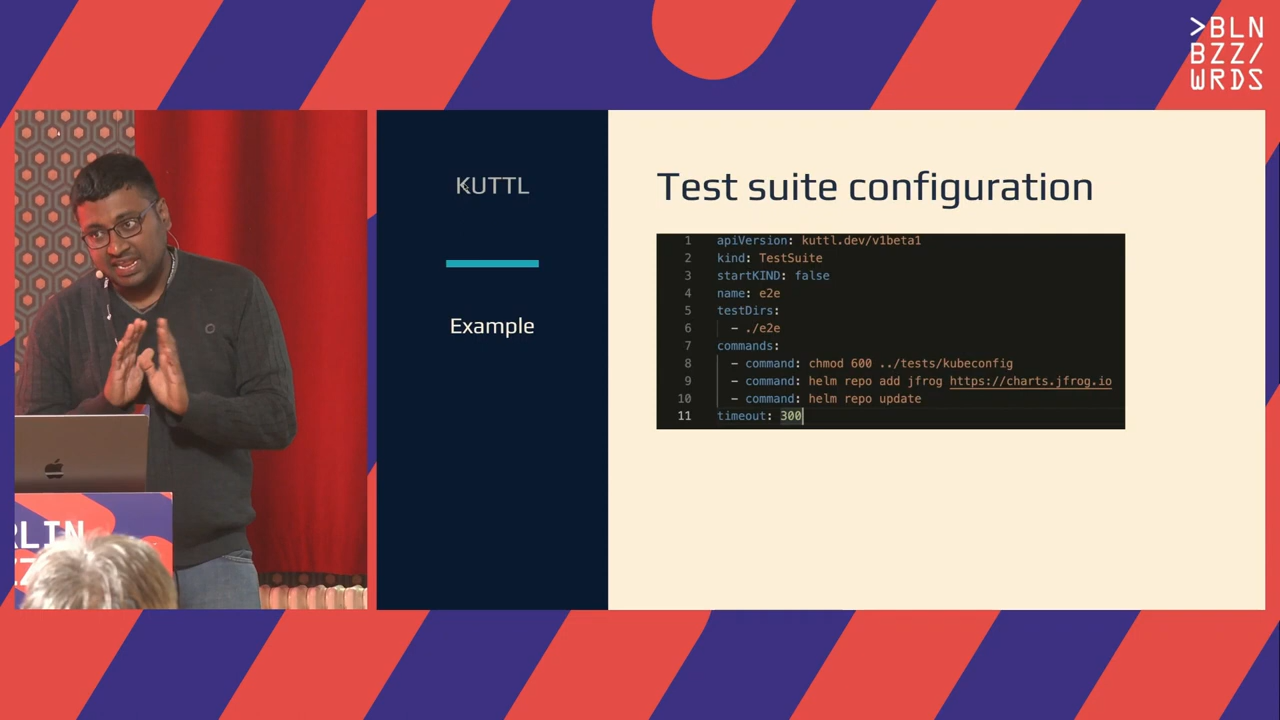 >BLN
BZZ/
WRDS
KUTTL
Example
Test suite configuration
1 apiVersion: kuttl.dev/v1beta1
2 kind: TestSuite
3 startKIND: false
4 name: e2e
5 testDirs:
6 - ./e2e
7 commands:
8 - command: chmod 600 ../tests/kubeconfig
9 - command: helm repo add jfrog https://charts.jfrog.io
10 - command: helm repo update
11 timeout: 300
RLIN